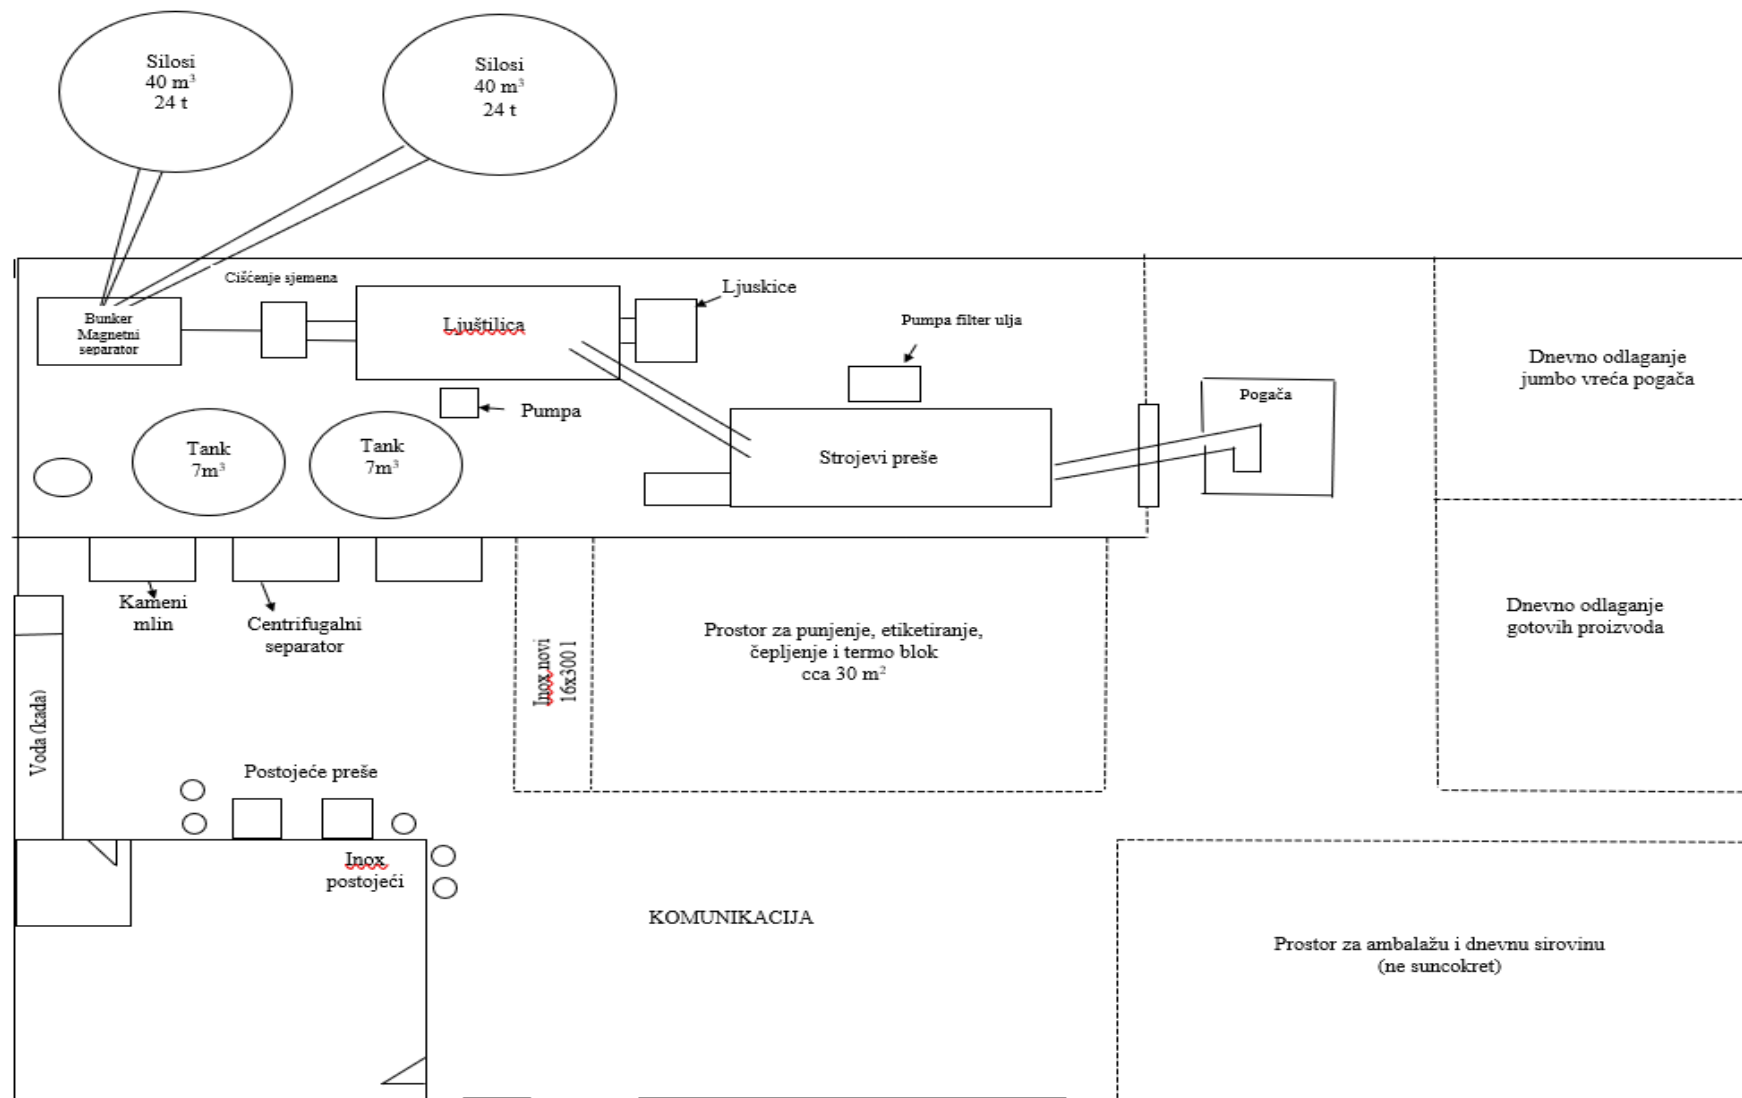 Silosi
40 m³
24 t
Silosi
40 m³
24 t
Cišćenje sjemena
Bunker
Magnetni
separator
Ljuštilica
Ljuskice
Pumpa filter ulja
Pumpa
Tank
7m³
Tank
7m³
Strojevi preše
Pogača
Dnevno odlaganje
jumbo vreća pogača
Kameni
mlin
Centrifugalni
separator
Inox novi
16x300 l
Prostor za punjenje, etiketiranje,
čepljenje i termo blok
cca 30 m²
Dnevno odlaganje
gotovih proizvoda
Voda (kada)
Postojeće preše
Inox
postojeći
KOMUNIKACIJA
Prostor za ambalažu i dnevnu sirovinu
(ne suncokret)